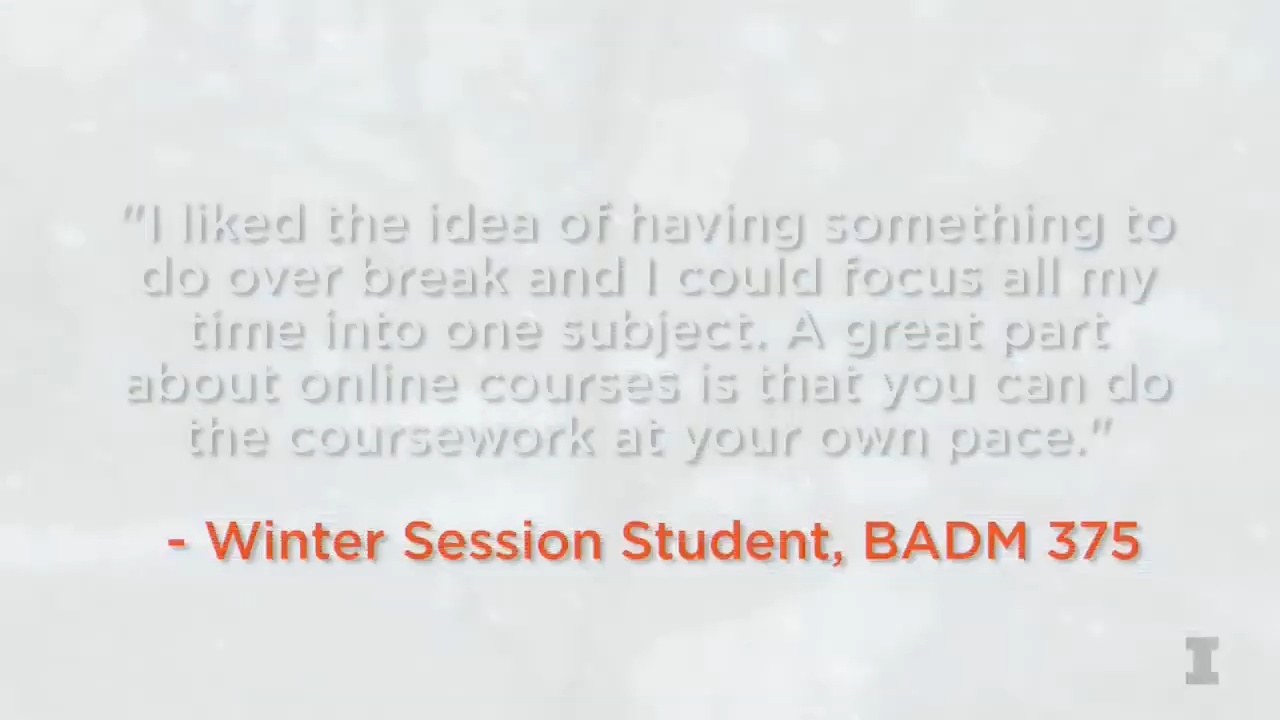 "I liked the idea of having something to
do over break and I could focus all my
time into one subject. A great part
about online courses is that you can do
the coursework at your own pace."
- Winter Session Student, BADM 375
I